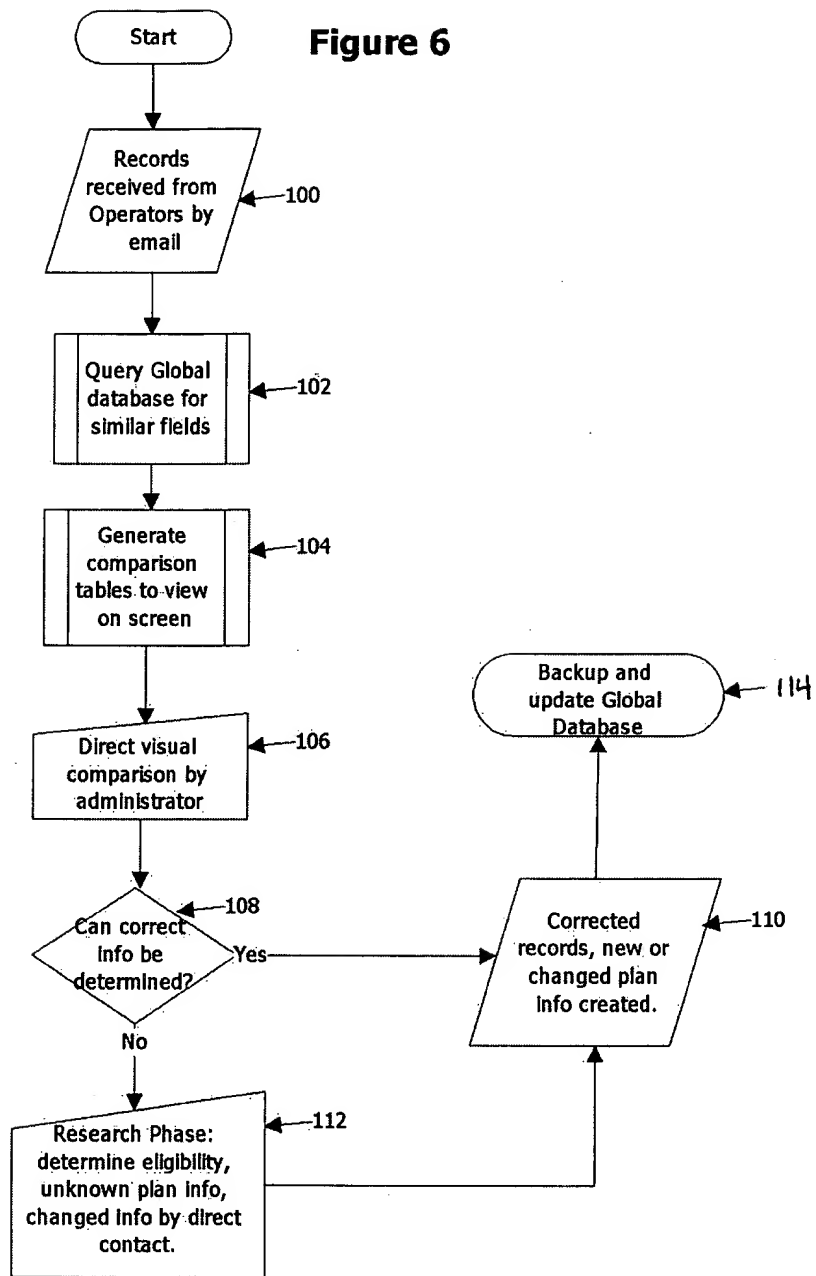 Figure 6
Start
Records
received from
Operators by
email
100
Query Global
database for
similar fields
102
Generate
comparison
tables to view
on screen
104
Direct visual
comparison by
administrator
106
Can correct
info be
determined?
108
Yes
No
Research Phase:
determine eligibility,
unknown plan info,
changed info by direct
contact.
112
Corrected
records, new or
changed plan
info created.
110
Backup and
update Global
Database
114